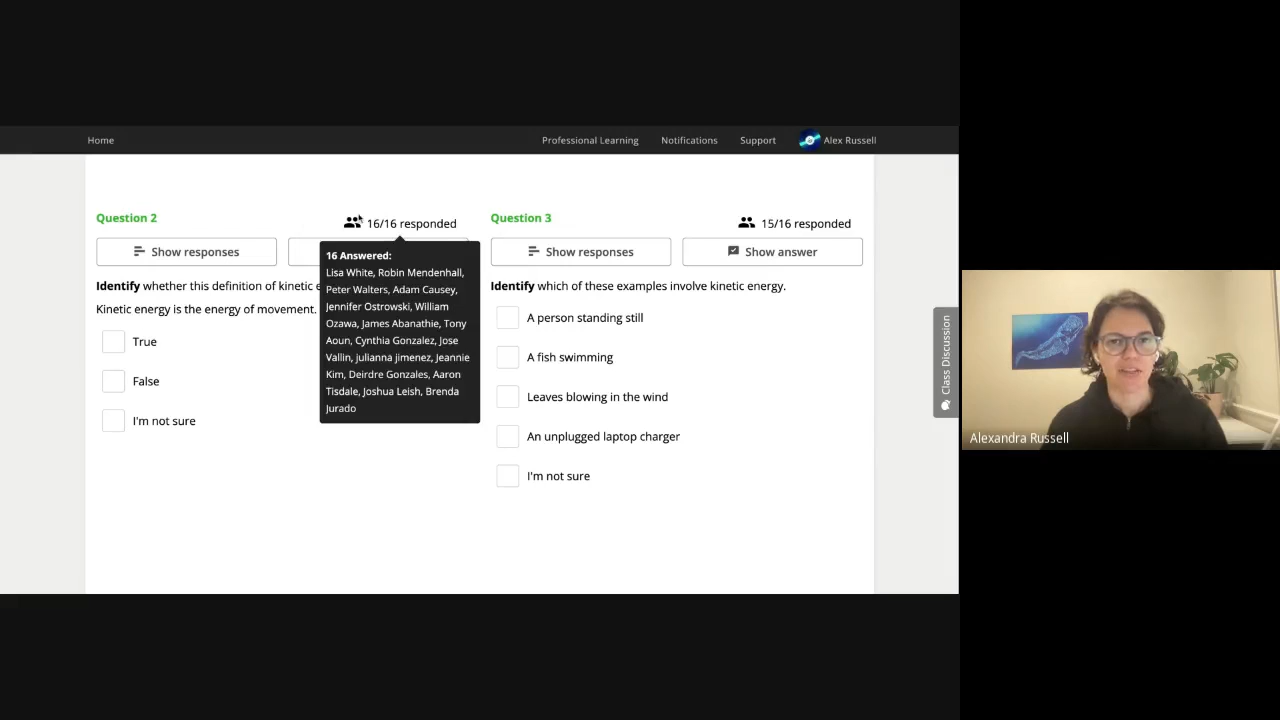 Home
Professional Learning
Notifications
Support
Alex Russell
Question 2
16/16 responded
Show responses
Identify whether this definition of kinetic e
Kinetic energy is the energy of movement.
True
False
I'm not sure
16 Answered:
Lisa White, Robin Mendenhall,
Peter Walters, Adam Causey,
Jennifer Ostrowski, William
Ozawa, James Abanathie, Tony
Aoun, Cynthia Gonzalez, Jose
Vallin, julianna jimenez, Jeannie
Kim, Deirdre Gonzales, Aaron
Tisdale, Joshua Leish, Brenda
Jurado
Question 3
15/16 responded
Show responses
Show answer
Identify which of these examples involve kinetic energy.
A person standing still
A fish swimming
Leaves blowing in the wind
An unplugged laptop charger
I'm not sure
Class Discussion
Alexandra Russell